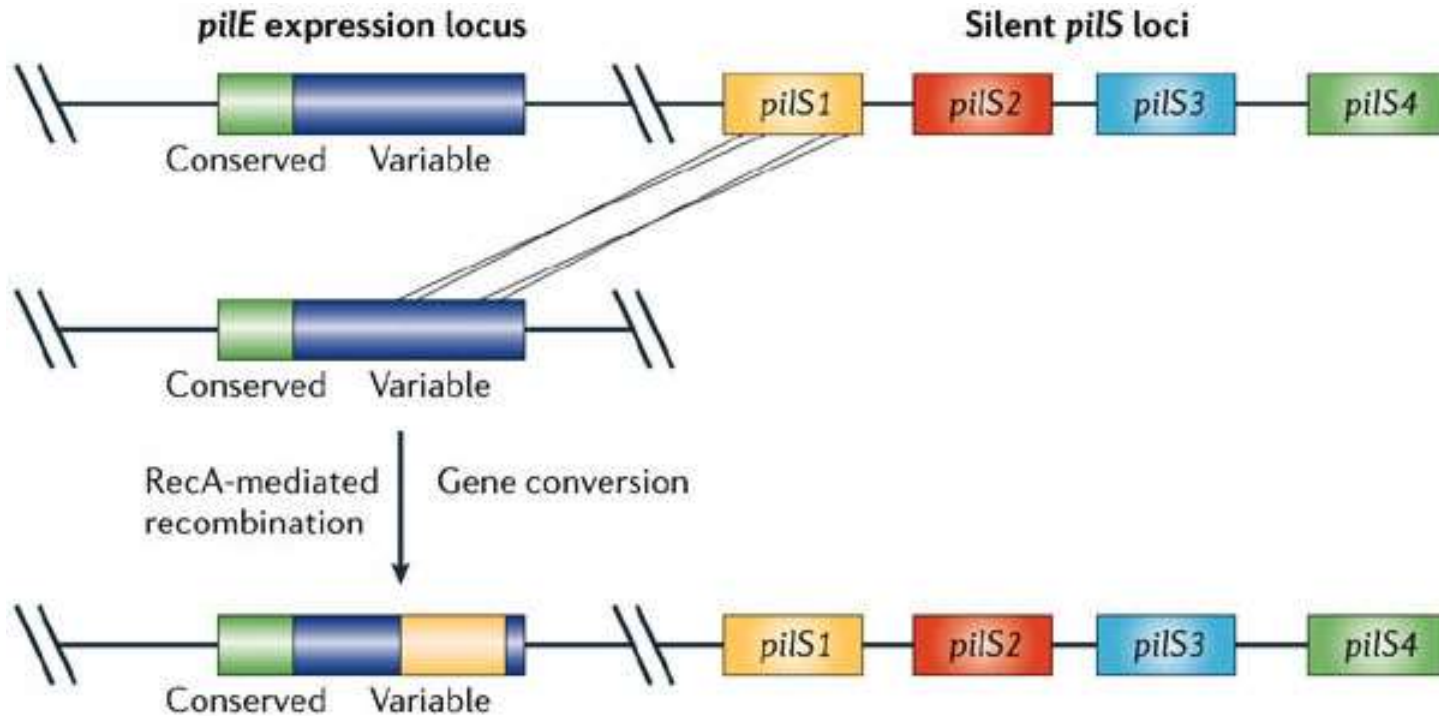 pilE expression locus
Silent pilS loci
pilS1
pilS2
pilS3
pilS4
Conserved
Variable
Conserved
Variable
RecA-mediated
recombination
Gene conversion
pilS1
pilS2
pilS3
pilS4
Conserved
Variable